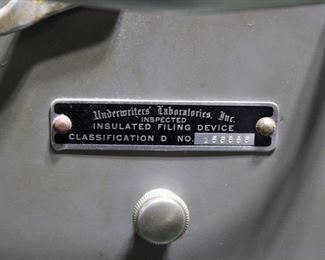 Underwriters' Laboratories, Inc.
INSPECTED
INSULATED FILING DEVICE
CLASSIFICATION D NO.